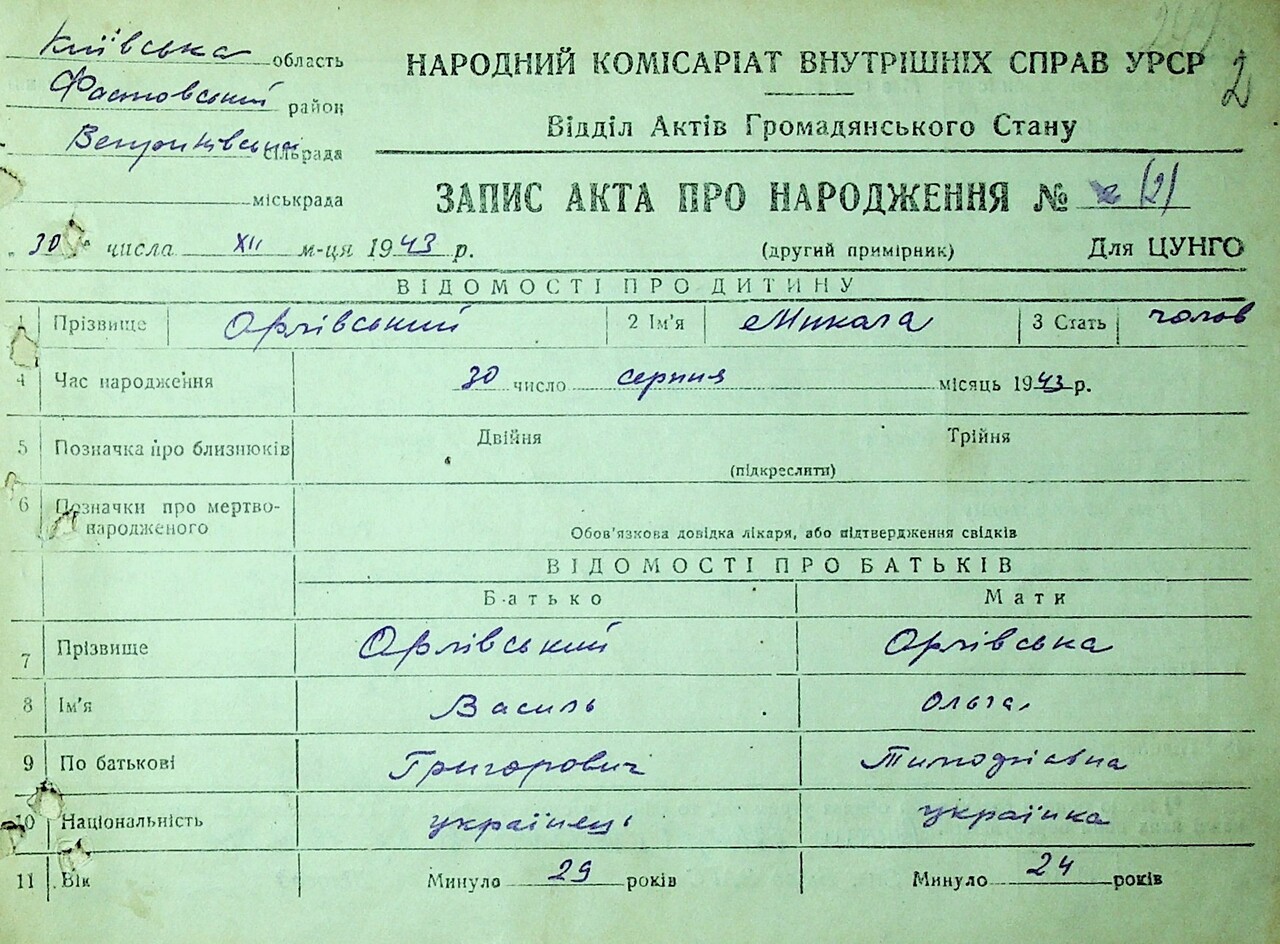 Київська область
Фастовський район
Веприківська сільрада
міськрада
2
НАРОДНИЙ КОМІСАРІАТ ВНУТРІШНІХ СПРАВ УРСР
Відділ Актів Громадянського Стану
ЗАПИС АКТА ПРО НАРОДЖЕННЯ № (2)
„30“ числа XII м-ця 1943 р. (другий примірник) Для ЦУНГО
ВІДОМОСТІ ПРО ДИТИНУ
1 Прізвище Орлівський 2 Ім'я Микола 3 Стать чолов
4 Час народження 30 число серпня місяць 1943 р.
5 Позначка про близнюків Двійня Трійня
(підкреслити)
6 Позначки про мертво-
народженого
Обов'язкова довідка лікаря, або підтвердження свідків
ВІДОМОСТІ ПРО БАТЬКІВ
Батько Мати
7 Прізвище Орлівський Орлівська
8 Ім'я Василь Ольга
9 По батькові Григорович Тимофіївна
10 Національність українець українка
11 Вік Минуло 29 років Минуло 24 років